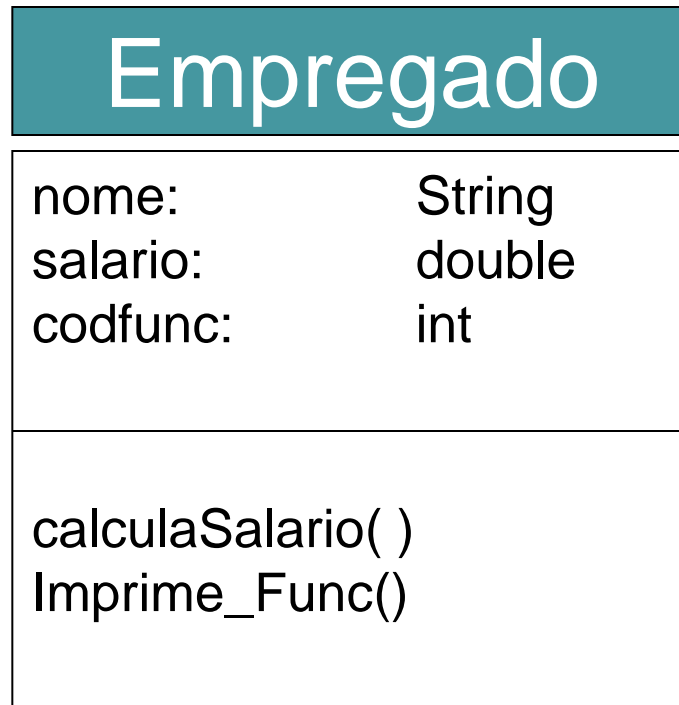 Empregado
nome: String
salario: double
codfunc: int
calculaSalario( )
Imprime_Func()